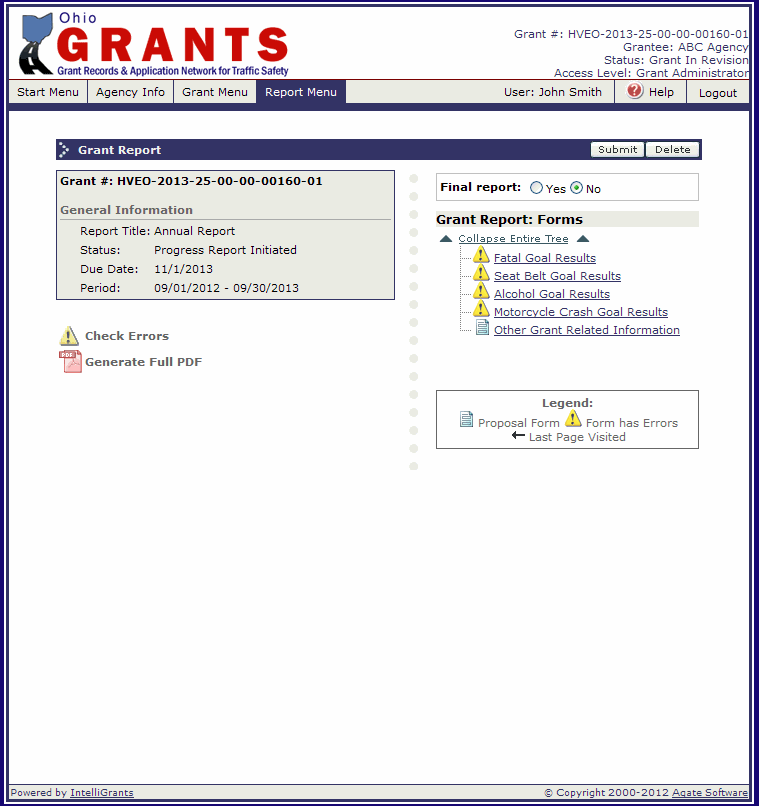 Ohio
GRANTS
Grant Records & Application Network for Traffic Safety
Grant #: HVEO-2013-25-00-00-00160-01
Grantee: ABC Agency
Status: Grant In Revision
Access Level: Grant Administrator
Start Menu Agency Info Grant Menu Report Menu User: John Smith Help Logout
Grant Report Submit Delete
Grant #: HVEO-2013-25-00-00-00160-01
General Information
Report Title: Annual Report
Status: Progress Report Initiated
Due Date: 11/1/2013
Period: 09/01/2012 - 09/30/2013
Check Errors
PDF Generate Full PDF
Final report: Yes No
Grant Report: Forms
Collapse Entire Tree
Fatal Goal Results
Seat Belt Goal Results
Alcohol Goal Results
Motorcycle Crash Goal Results
Other Grant Related Information
Legend:
Proposal Form Form has Errors
Last Page Visited
Powered by IntelliGrants © Copyright 2000-2012 Agate Software